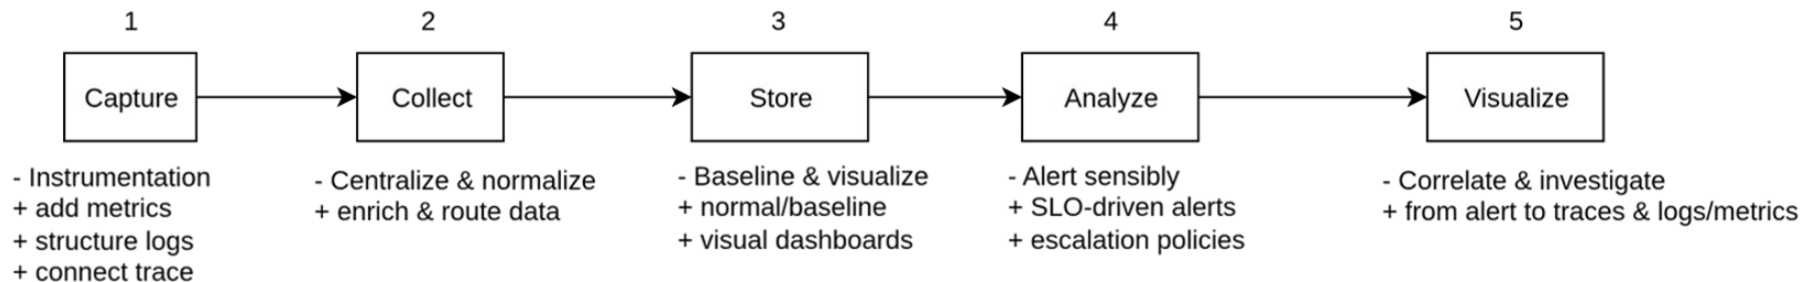 1
2
3
4
5
Capture
Collect
Store
Analyze
Visualize
- Instrumentation
+ add metrics
+ structure logs
+ connect trace
- Centralize & normalize
+ enrich & route data
- Baseline & visualize
+ normal/baseline
+ visual dashboards
- Alert sensibly
+ SLO-driven alerts
+ escalation policies
- Correlate & investigate
+ from alert to traces & logs/metrics